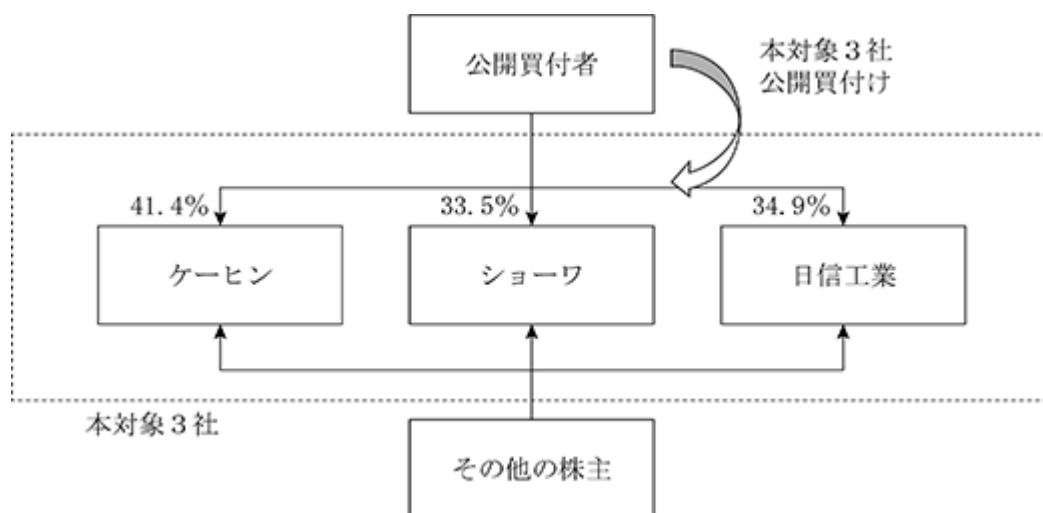 公開買付者
本対象３社
公開買付け
41.4%
33.5%
34.9%
ケーヒン
ショーワ
日信工業
本対象３社
その他の株主